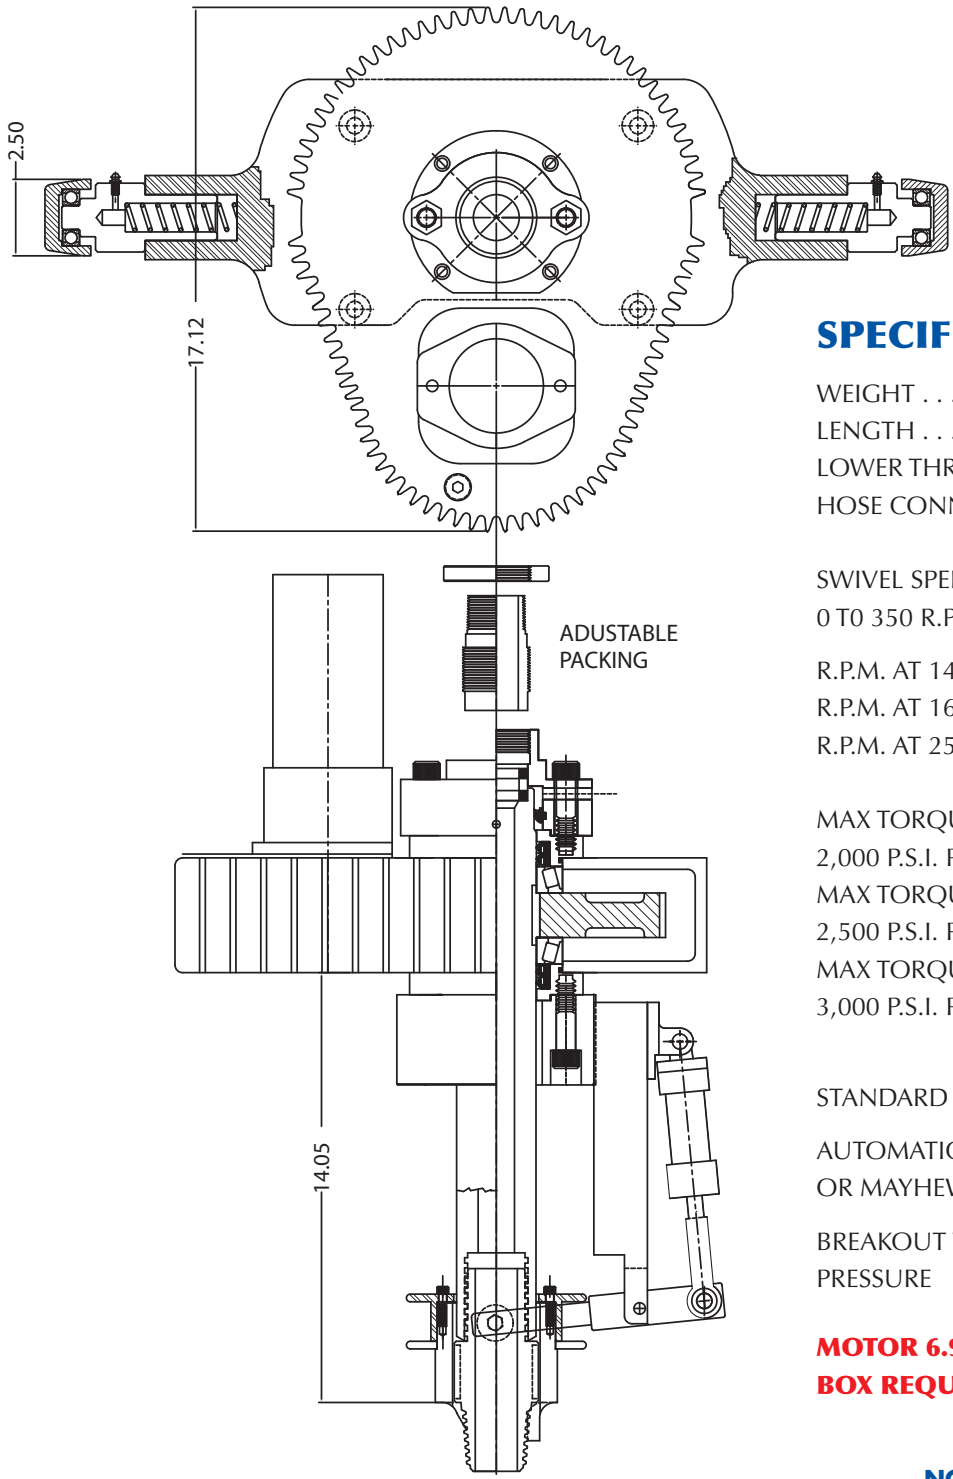 2.50
17.12
ADUSTABLE
PACKING
14.05
SPECIF
WEIGHT . . .
LENGTH . . .
LOWER THR
HOSE CONN
SWIVEL SPE
0 T0 350 R.P
R.P.M. AT 14
R.P.M. AT 16
R.P.M. AT 25
MAX TORQU
2,000 P.S.I. P
MAX TORQU
2,500 P.S.I. P
MAX TORQU
3,000 P.S.I. P
STANDARD
AUTOMATIC
OR MAYHEW
BREAKOUT
PRESSURE
MOTOR 6.9
BOX REQU
NO